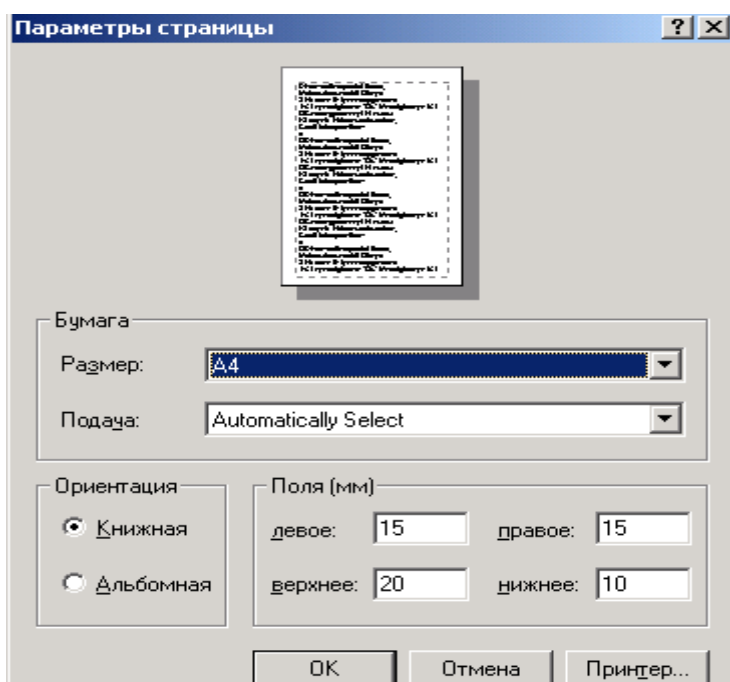 Параметры страницы
Бумага
Размер: A4
Подача: Automatically Select
Ориентация
Книжная
Альбомная
Поля (мм)
левое: 15 правое: 15
верхнее: 20 нижнее: 10
OK Отмена Принтер...